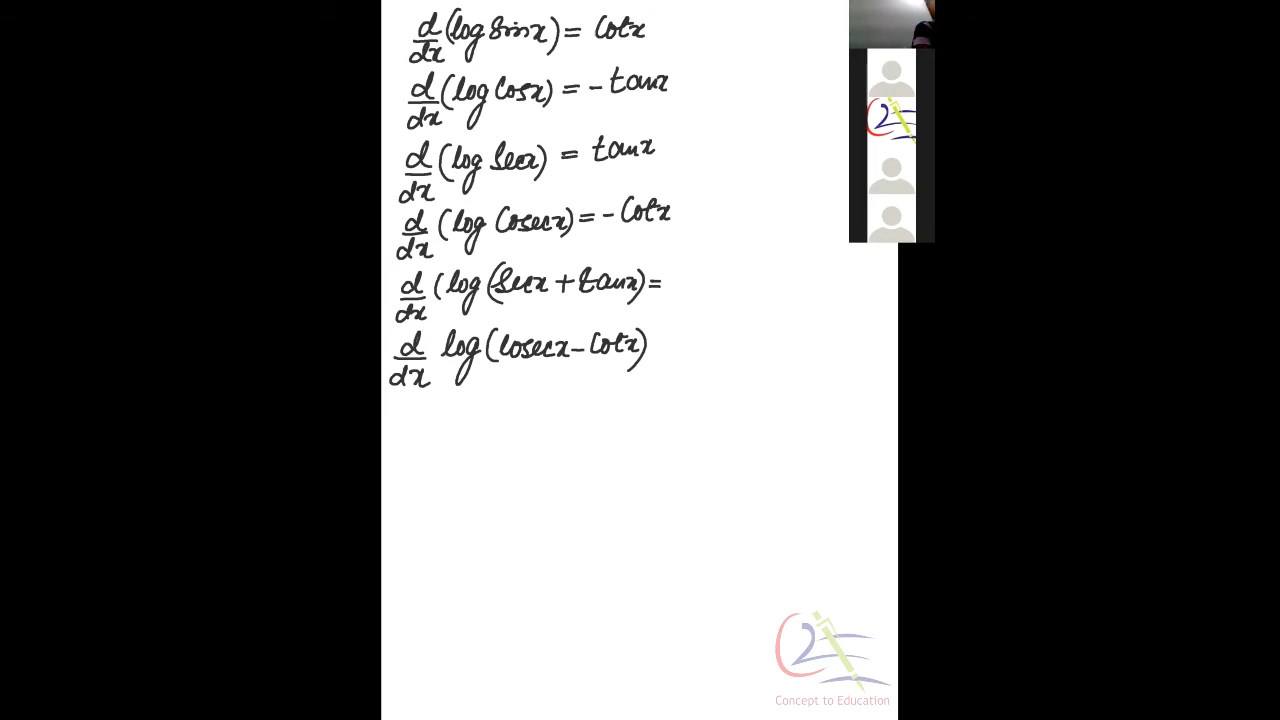 d/dx (log Sinx) = Cotx
d/dx (log Cosx) = - tanx
d/dx (log Secx) = tanx
d/dx (log Cosecx) = - Cotx
d/dx (log (Secx + tanx) =
d/dx log (Cosecx - Cotx)
C2E
Concept to Education